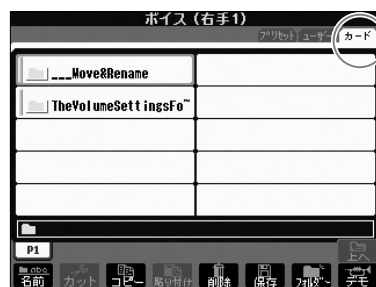 ボイス（右手1）
プリセット ユーザー カード
___Move&Rename
TheVolumeSettingsFo~
P1
上へ
abc
名前 カット コピー 貼り付け 削除 保存 フォルダー デモ